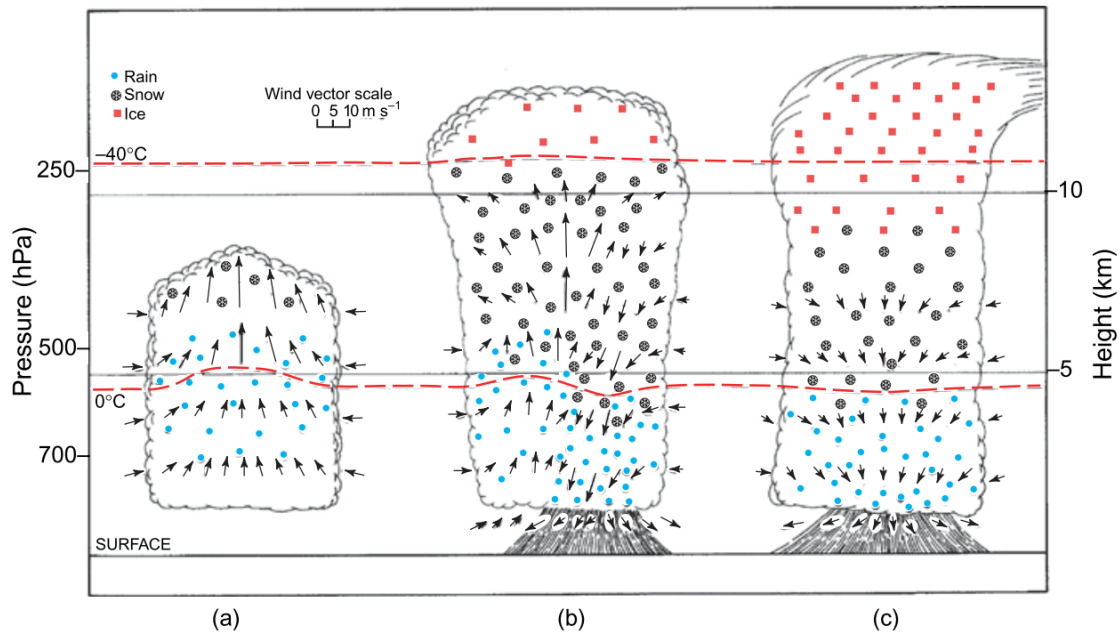 Rain
Snow
Ice
Wind vector scale
0 5 10 m s⁻¹
–40°C
250
10
Pressure (hPa)
Height (km)
500
5
0°C
700
SURFACE
(a)
(b)
(c)